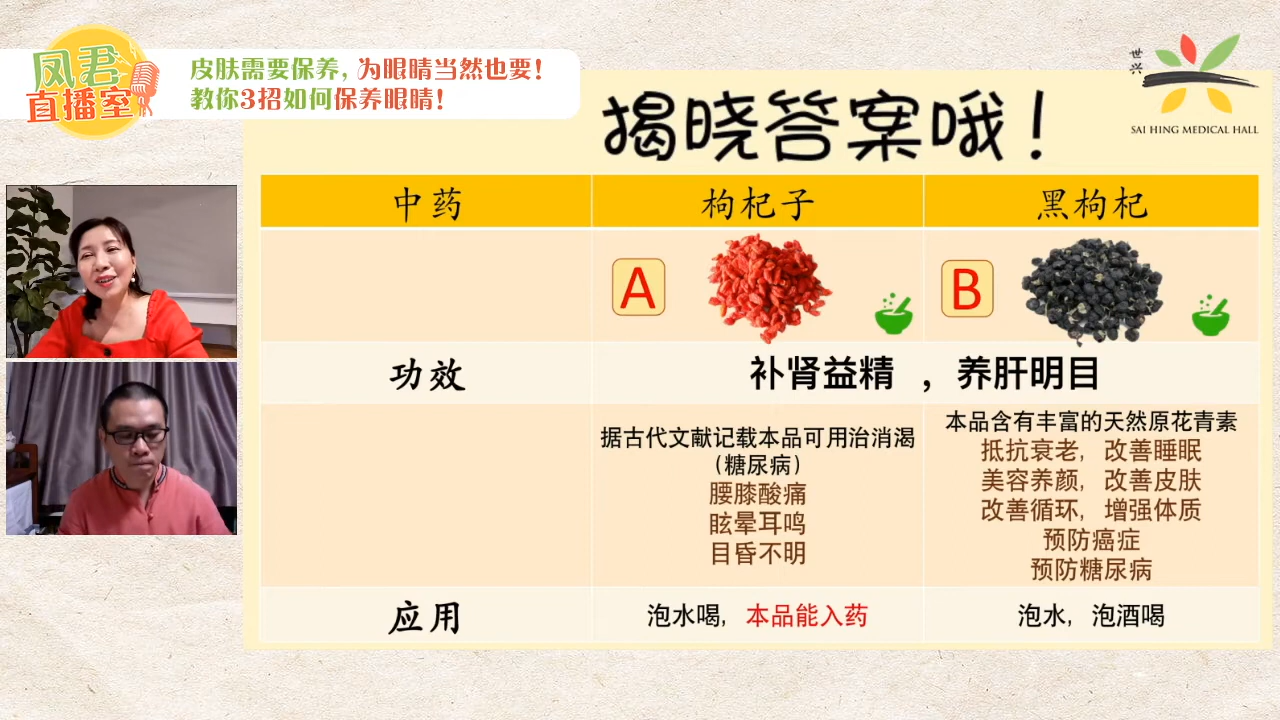 凤君
直播室
皮肤需要保养，为眼睛当然也要！
教你3招如何保养眼睛！
世兴
SAI HING MEDICAL HALL
揭晓答案哦！
中药
枸杞子
黑枸杞
A
B
功效
补肾益精 ，养肝明目
据古代文献记载本品可用治消渴
（糖尿病）
腰膝酸痛
眩晕耳鸣
目昏不明
本品含有丰富的天然原花青素
抵抗衰老，改善睡眠
美容养颜，改善皮肤
改善循环，增强体质
预防癌症
预防糖尿病
应用
泡水喝，本品能入药
泡水，泡酒喝